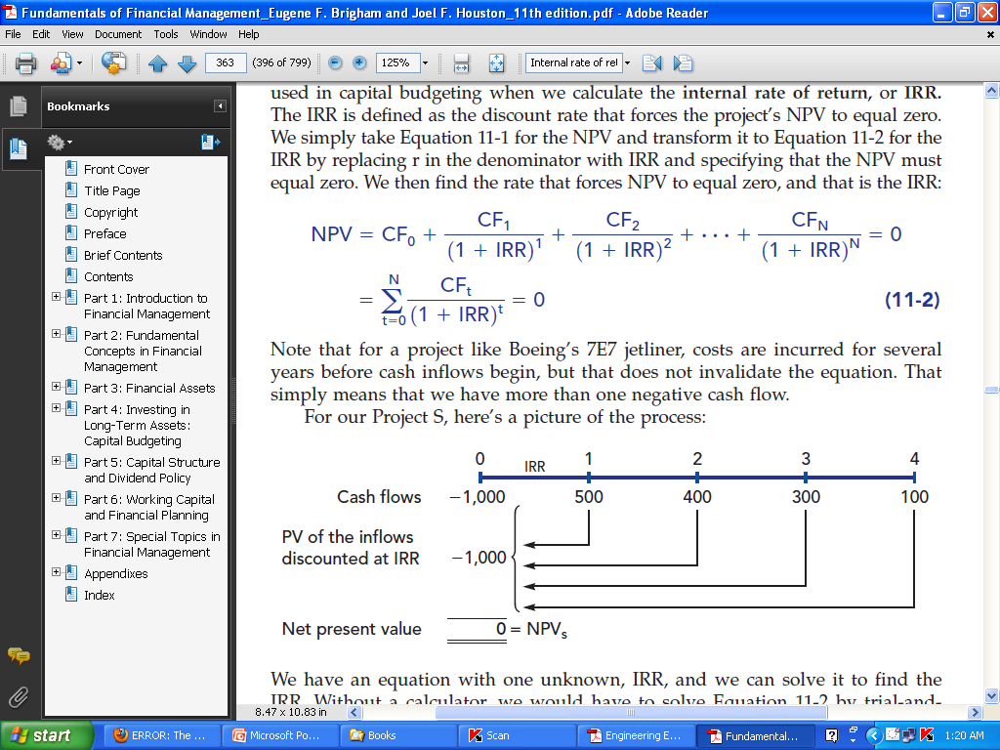 Fundamentals of Financial Management_Eugene F. Brigham and Joel F. Houston_11th edition.pdf - Adobe Reader
File Edit View Document Tools Window Help
363 (396 of 799) 125% Internal rate of rel
Bookmarks
Front Cover
Title Page
Copyright
Preface
Brief Contents
Contents
Part 1: Introduction to
Financial Management
Part 2: Fundamental
Concepts in Financial
Management
Part 3: Financial Assets
Part 4: Investing in
Long-Term Assets:
Capital Budgeting
Part 5: Capital Structure
and Dividend Policy
Part 6: Working Capital
and Financial Planning
Part 7: Special Topics in
Financial Management
Appendixes
Index
used in capital budgeting when we calculate the internal rate of return, or IRR.
The IRR is defined as the discount rate that forces the project's NPV to equal zero.
We simply take Equation 11-1 for the NPV and transform it to Equation 11-2 for the
IRR by replacing r in the denominator with IRR and specifying that the NPV must
equal zero. We then find the rate that forces NPV to equal zero, and that is the IRR:
NPV = CF₀ + CF₁/(1 + IRR)¹ + CF₂/(1 + IRR)² + · · · + CF_N/(1 + IRR)^N = 0
= ∑_{t=0}^{N} CF_t/(1 + IRR)^t = 0 (11-2)
Note that for a project like Boeing's 7E7 jetliner, costs are incurred for several
years before cash inflows begin, but that does not invalidate the equation. That
simply means that we have more than one negative cash flow.
For our Project S, here's a picture of the process:
0 IRR 1 2 3 4
Cash flows −1,000 500 400 300 100
PV of the inflows
discounted at IRR −1,000
Net present value 0 = NPVₛ
We have an equation with one unknown, IRR, and we can solve it to find the
IRR. Without a calculator, we would have to solve Equation 11-2 by trial-and-
8.47 x 10.83 in
start ERROR: The ... Microsoft Po... Books Scan Engineering E... Fundamental... 1:20 AM